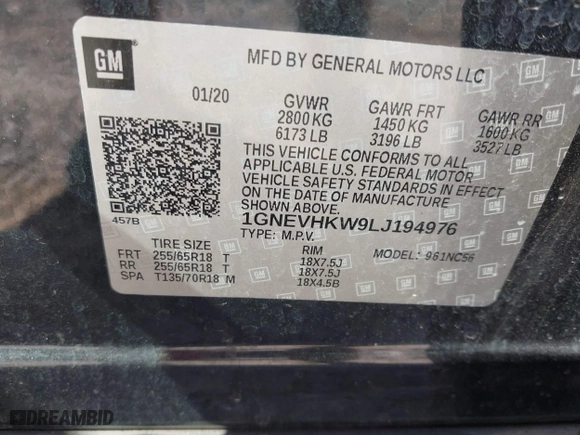 GM
MFD BY GENERAL MOTORS LLC
01/20
GVWR GAWR FRT GAWR RR
2800 KG 1450 KG 1600 KG
6173 LB 3196 LB 3527 LB
THIS VEHICLE CONFORMS TO ALL
APPLICABLE U.S. FEDERAL MOTOR
VEHICLE SAFETY STANDARDS IN EFFECT
ON THE DATE OF MANUFACTURE
SHOWN ABOVE.
457B
1GNEVHKW9LJ194976
TYPE: M.P.V. MODEL: 961NC56
TIRE SIZE RIM
FRT 255/65R18 T 18X7.5J
RR 255/65R18 T 18X7.5J
SPA T135/70R18 M 18X4.5B
DREAMBID